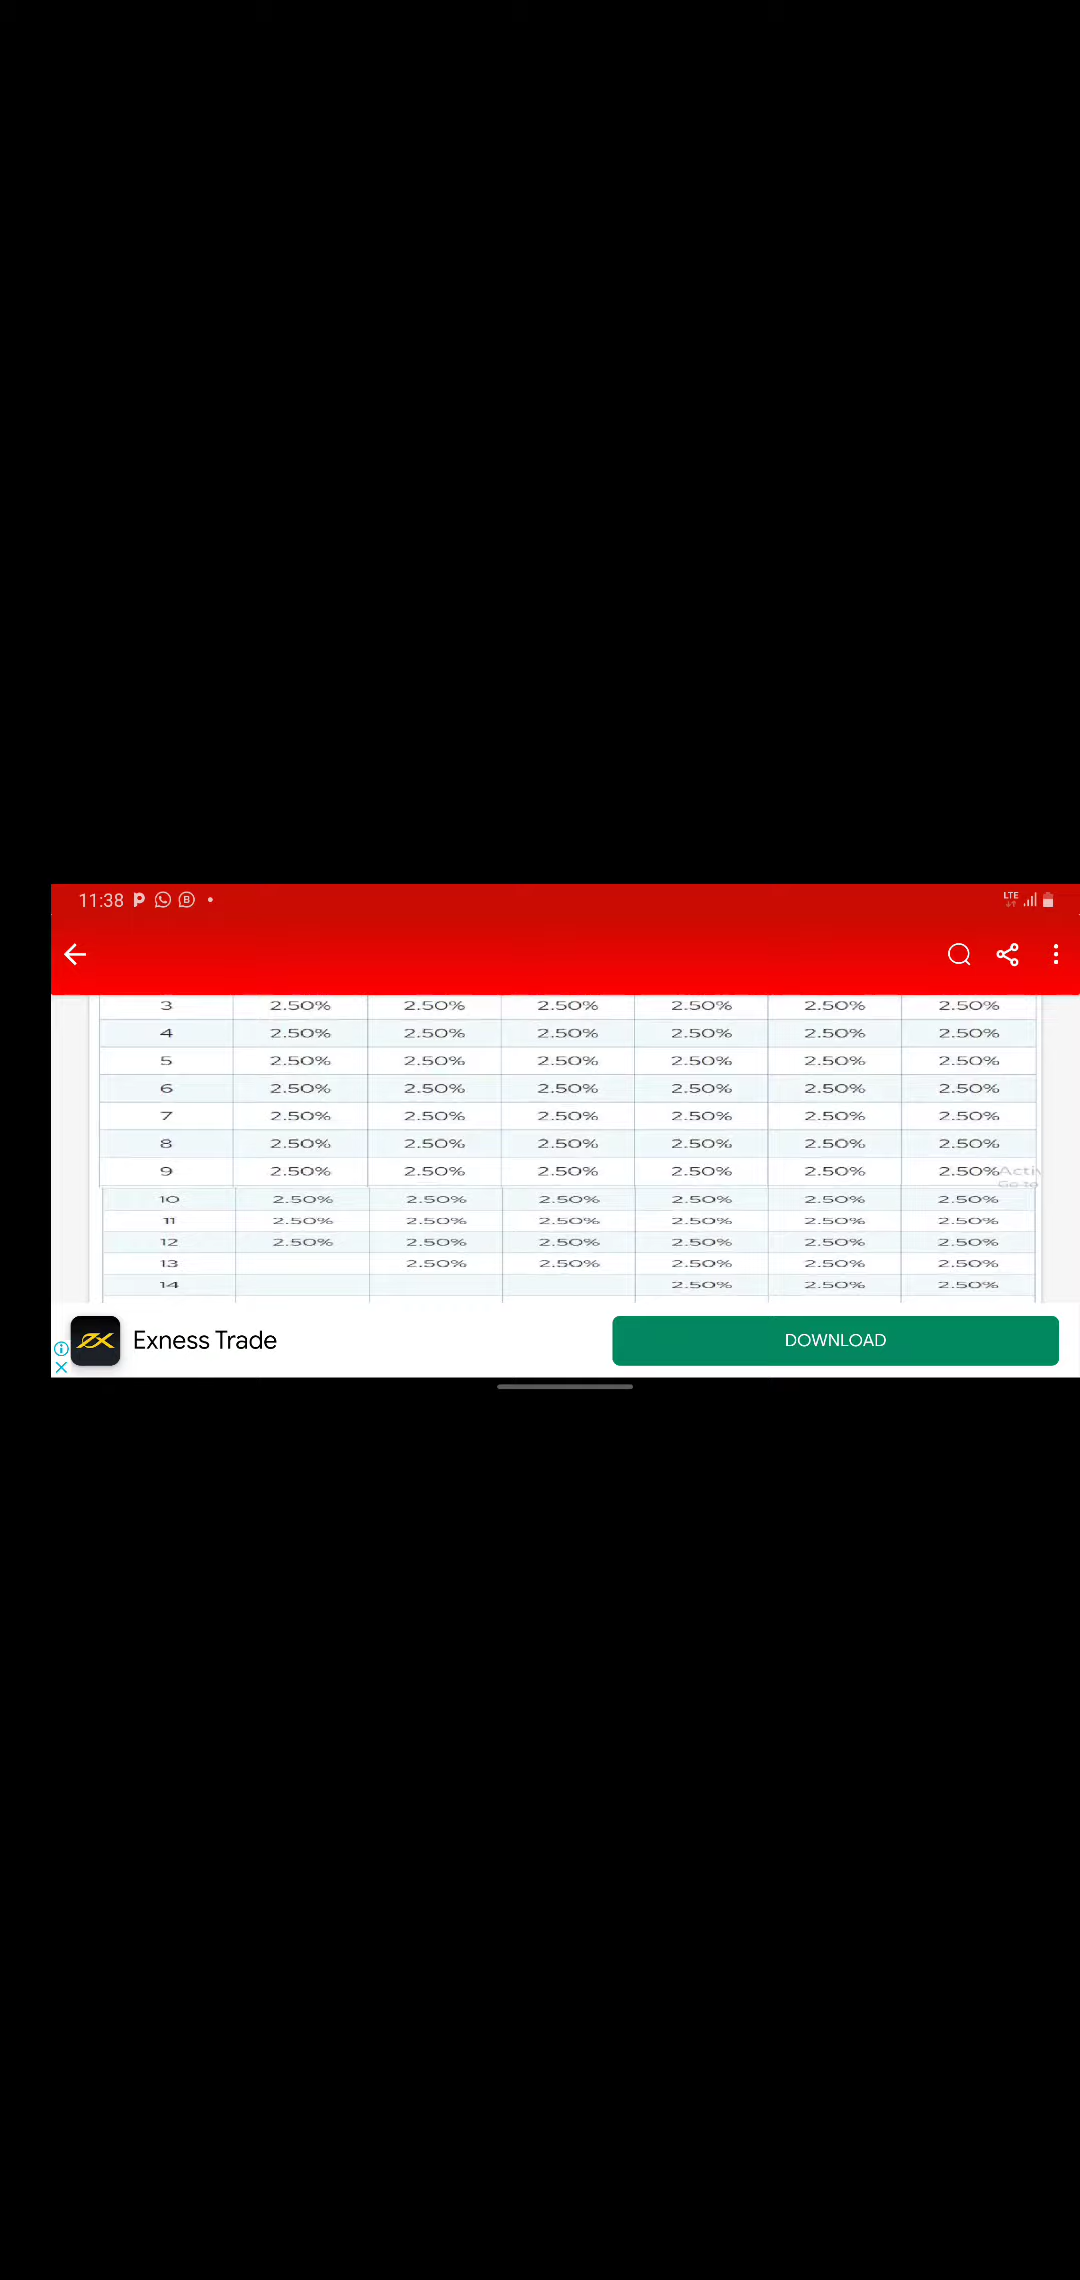 11:38 LTE
3 2.50% 2.50% 2.50% 2.50% 2.50% 2.50%
4 2.50% 2.50% 2.50% 2.50% 2.50% 2.50%
5 2.50% 2.50% 2.50% 2.50% 2.50% 2.50%
6 2.50% 2.50% 2.50% 2.50% 2.50% 2.50%
7 2.50% 2.50% 2.50% 2.50% 2.50% 2.50%
8 2.50% 2.50% 2.50% 2.50% 2.50% 2.50%
9 2.50% 2.50% 2.50% 2.50% 2.50% 2.50% Activ
Go to
10 2.50% 2.50% 2.50% 2.50% 2.50% 2.50%
11 2.50% 2.50% 2.50% 2.50% 2.50% 2.50%
12 2.50% 2.50% 2.50% 2.50% 2.50% 2.50%
13 2.50% 2.50% 2.50% 2.50% 2.50%
14 2.50% 2.50% 2.50%
Exness Trade DOWNLOAD